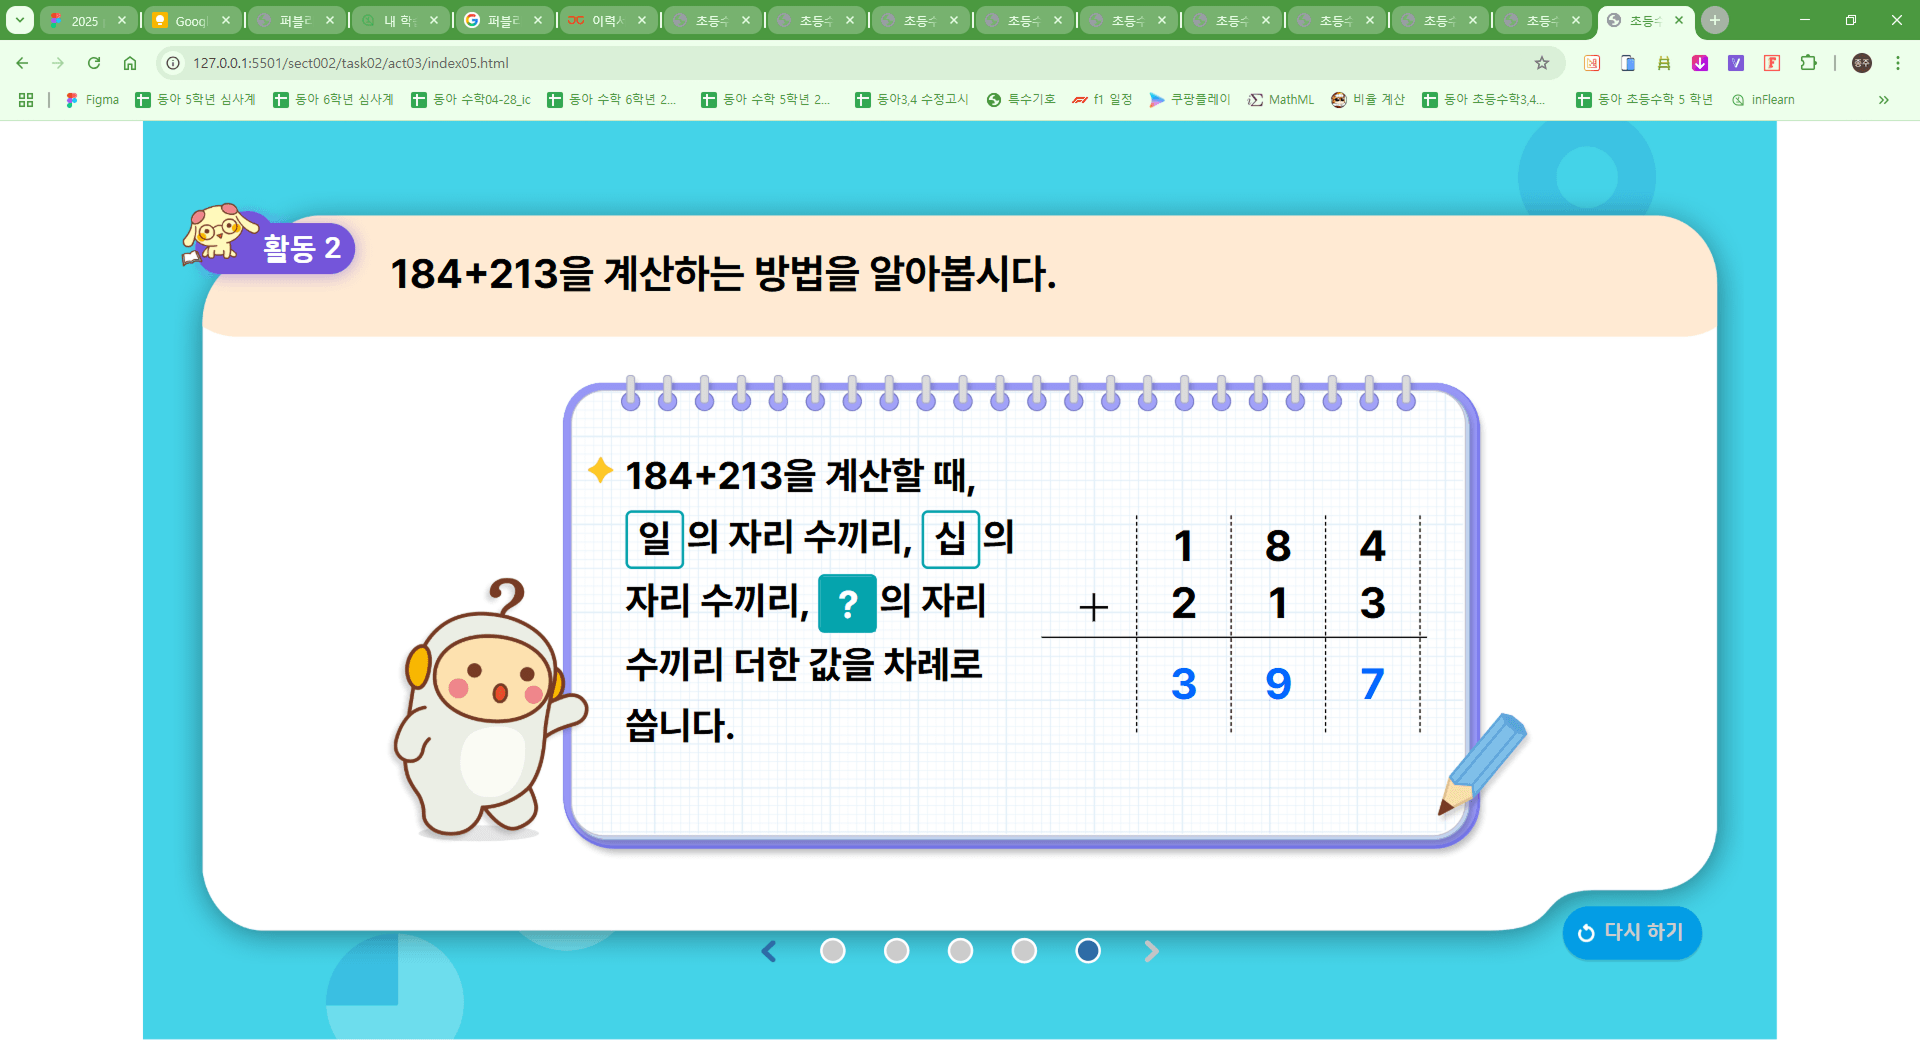 2025
Goog
퍼블리
내 학
퍼블리
이력서
초등수
초등수
초등수
초등수
초등수
초등수
초등수
초등수
초등수
초등수
127.0.0.1:5501/sect002/task02/act03/index05.html
종주
Figma
동아 5학년 심사계
동아 6학년 심사계
동아 수학04-28_ic
동아 수학 6학년 2...
동아 수학 5학년 2...
동아3,4 수정고시
특수기호
f1 일정
쿠팡플레이
MathML
비율 계산
동아 초등수학3,4...
동아 초등수학 5 학년
inFlearn
활동 2
184+213을 계산하는 방법을 알아봅시다.
184+213을 계산할 때,
일 의 자리 수끼리, 십 의
자리 수끼리, ? 의 자리
수끼리 더한 값을 차례로
씁니다.
1 8 4
+ 2 1 3
3 9 7
다시 하기